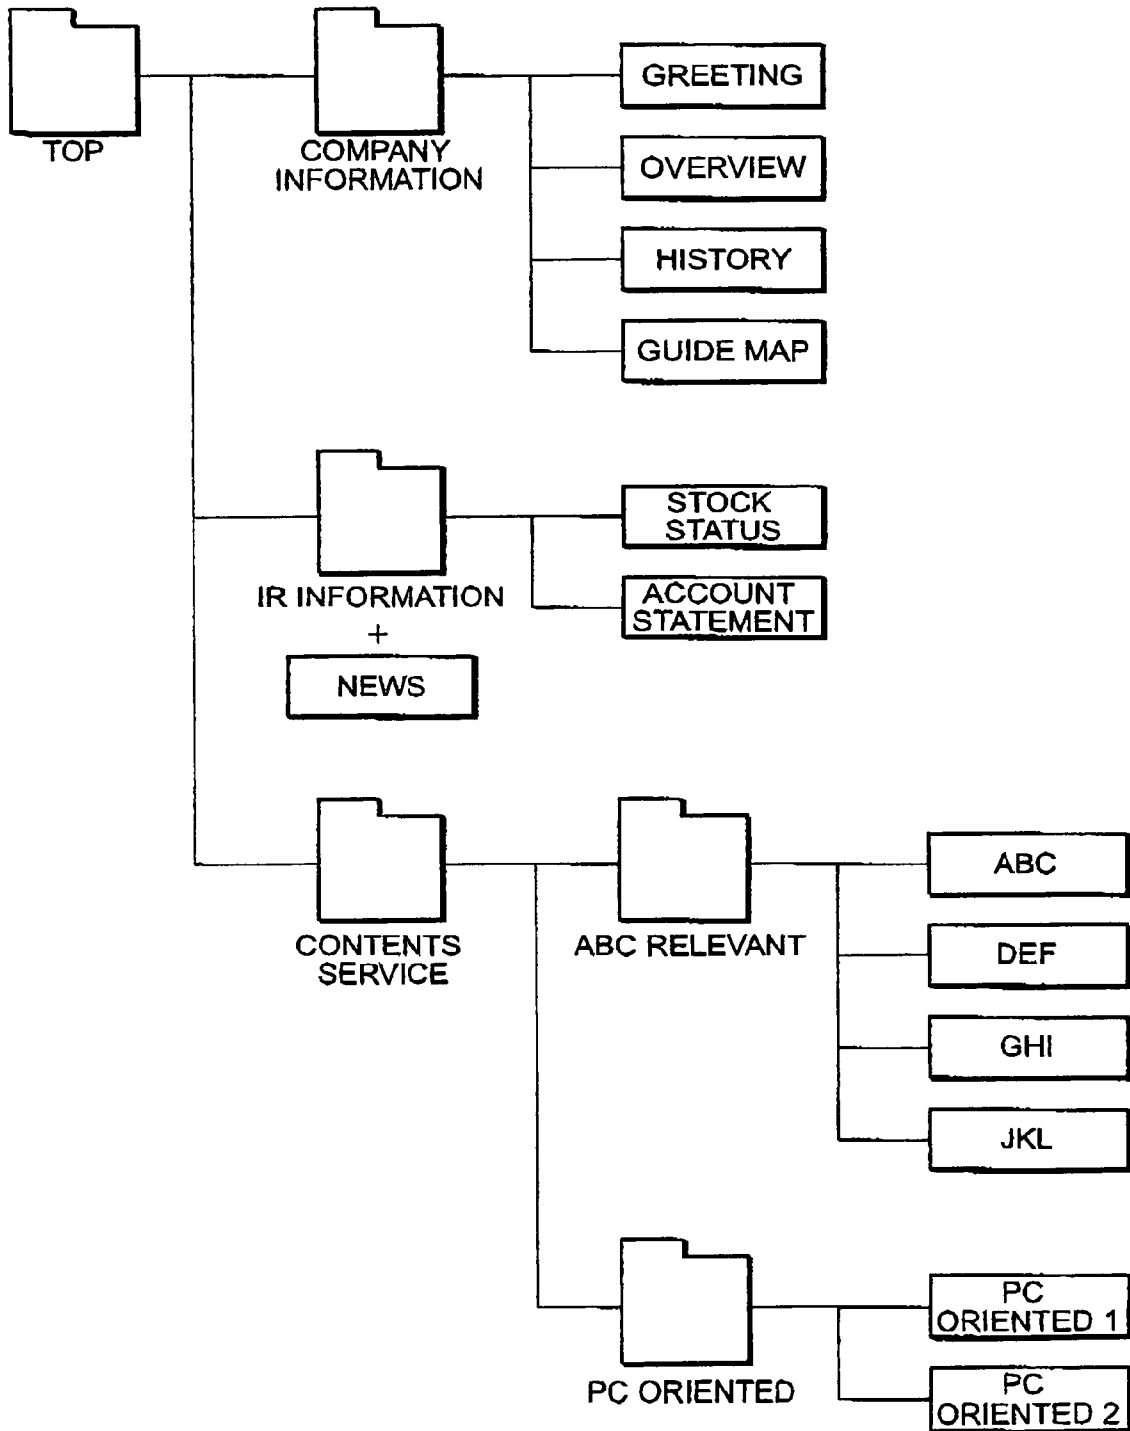 TOP
COMPANY
INFORMATION
GREETING
OVERVIEW
HISTORY
GUIDE MAP
IR INFORMATION
+
NEWS
STOCK
STATUS
ACCOUNT
STATEMENT
CONTENTS
SERVICE
ABC RELEVANT
ABC
DEF
GHI
JKL
PC ORIENTED
PC
ORIENTED 1
PC
ORIENTED 2